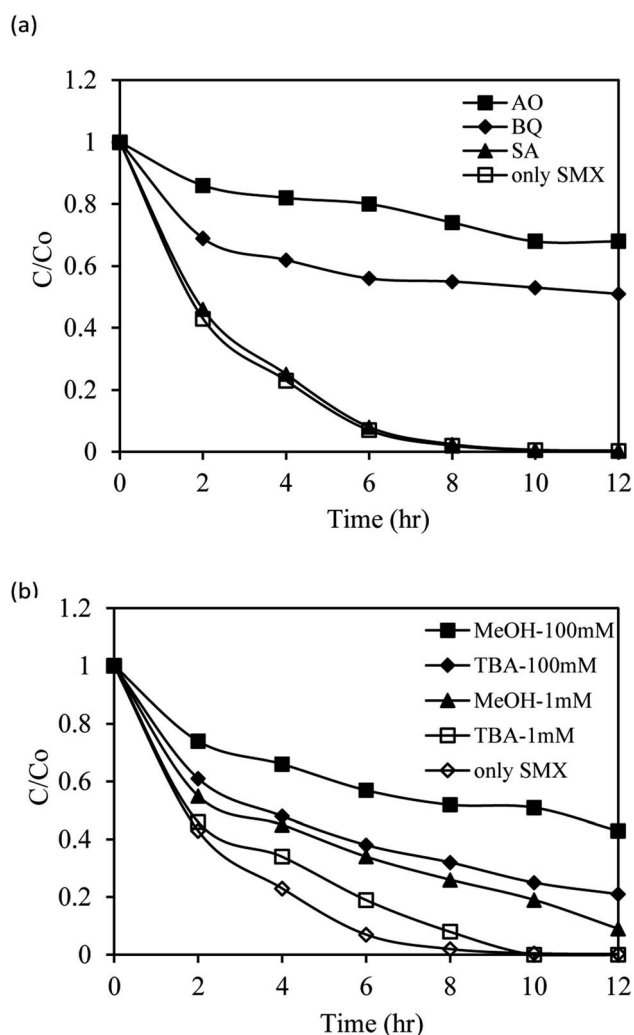 (a)
1.2
1
0.8
0.6
0.4
0.2
0
C/Co
AO
BQ
SA
only SMX
0 2 4 6 8 10 12
Time (hr)
(b)
1.2
1
0.8
0.6
0.4
0.2
0
C/Co
MeOH-100mM
TBA-100mM
MeOH-1mM
TBA-1mM
only SMX
0 2 4 6 8 10 12
Time (hr)